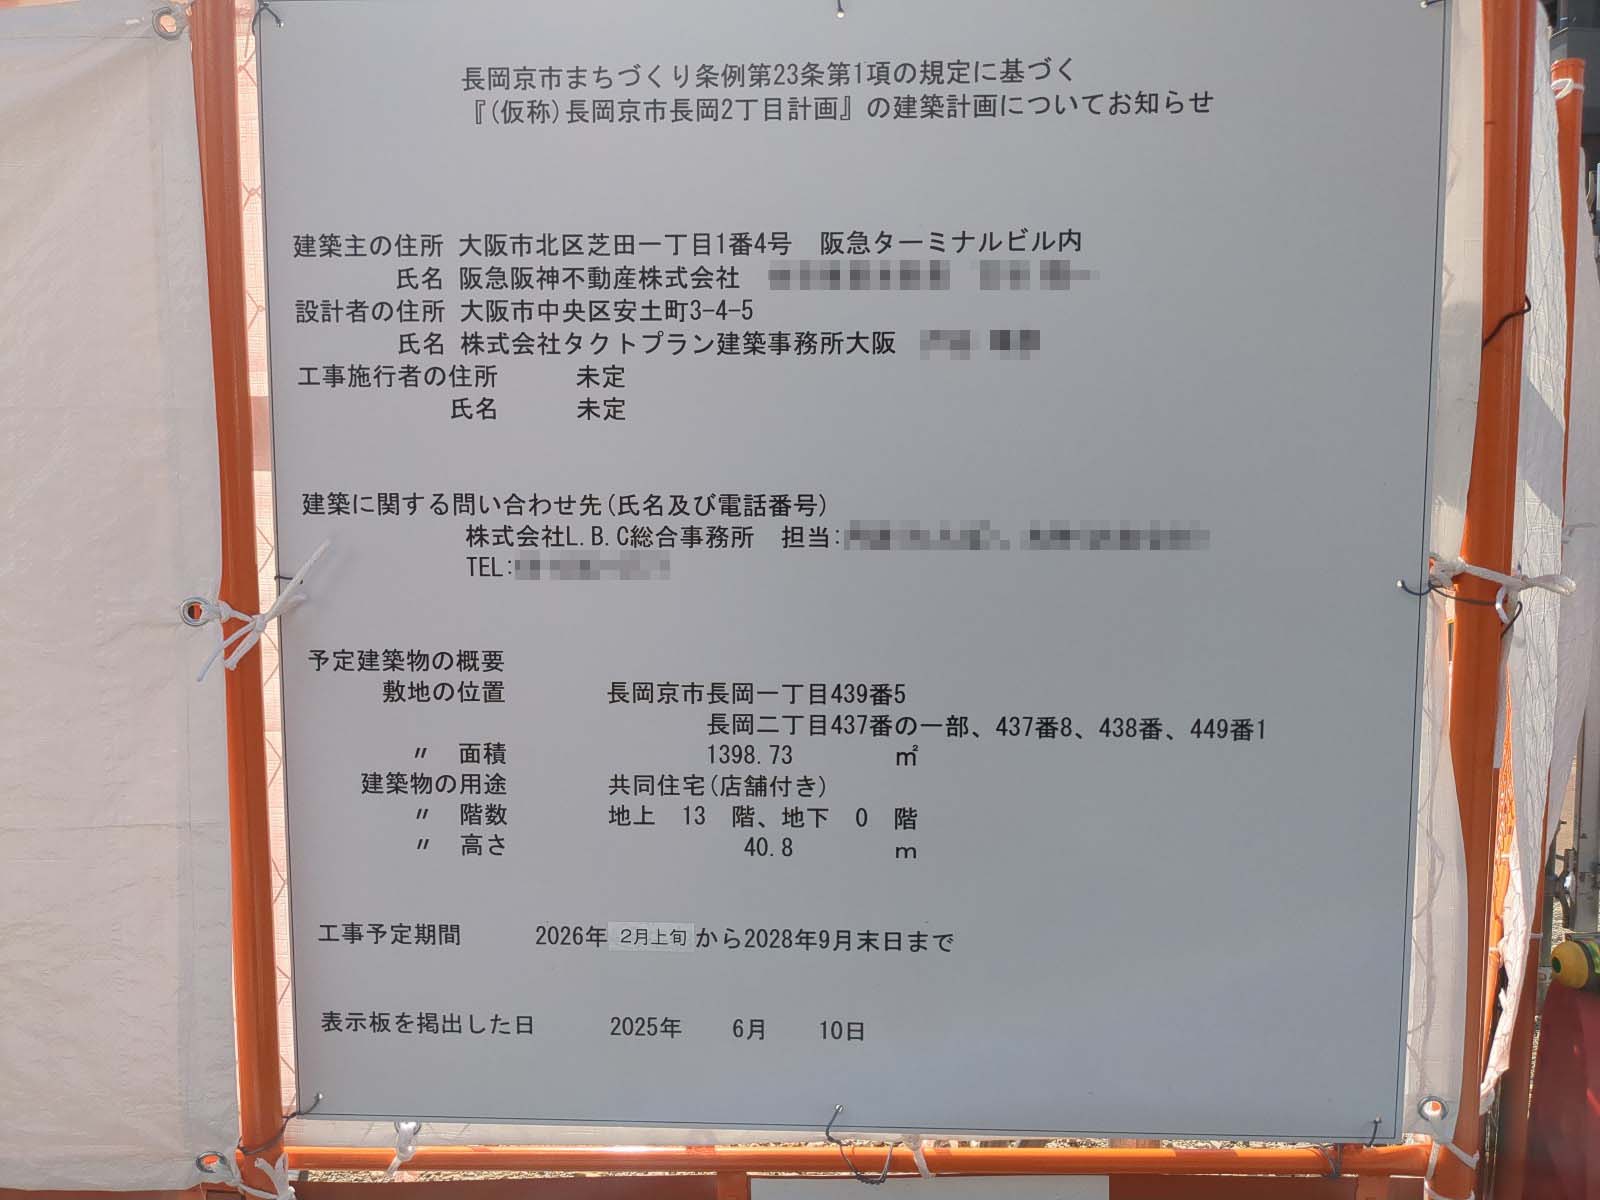 長岡京市まちづくり条例第23条第1項の規定に基づく
『(仮称)長岡京市長岡2丁目計画』の建築計画についてお知らせ
建築主の住所 大阪市北区芝田一丁目1番4号 阪急ターミナルビル内
氏名 阪急阪神不動産株式会社
設計者の住所 大阪市中央区安土町3-4-5
氏名 株式会社タクトプラン建築事務所大阪
工事施行者の住所 未定
氏名 未定
建築に関する問い合わせ先(氏名及び電話番号)
株式会社L.B.C総合事務所 担当:
TEL:
予定建築物の概要
敷地の位置 長岡京市長岡一丁目439番5
長岡二丁目437番の一部、437番8、438番、449番1
〃 面積 1398.73 ㎡
建築物の用途 共同住宅(店舗付き)
〃 階数 地上 13 階、地下 0 階
〃 高さ 40.8 m
工事予定期間 2026年 2月上旬 から2028年9月末日まで
表示板を掲出した日 2025年 6月 10日